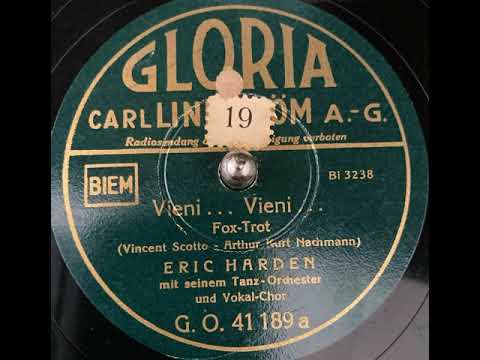 GLORIA
CARL LIN ÖM A.-G.
19
Radiosendung verboten
BIEM
Bi 3238
Vieni... Vieni...
Fox-Trot
(Vincent Scotto - Arthur Kurt Nachmann)
ERIC HARDEN
mit seinem Tanz-Orchester
und Vokal-Chor
G. O. 41 189 a